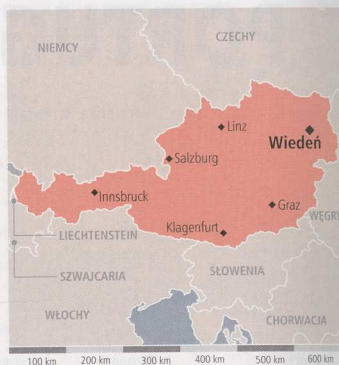 NIEMCY
CZECHY
Linz
Wiedeń
Salzburg
Innsbruck
Graz
WĘGRY
Klagenfurt
LIECHTENSTEIN
SZWAJCARIA
SŁOWENIA
WŁOCHY
CHORWACJA
100 km 200 km 300 km 400 km 500 km 600 km